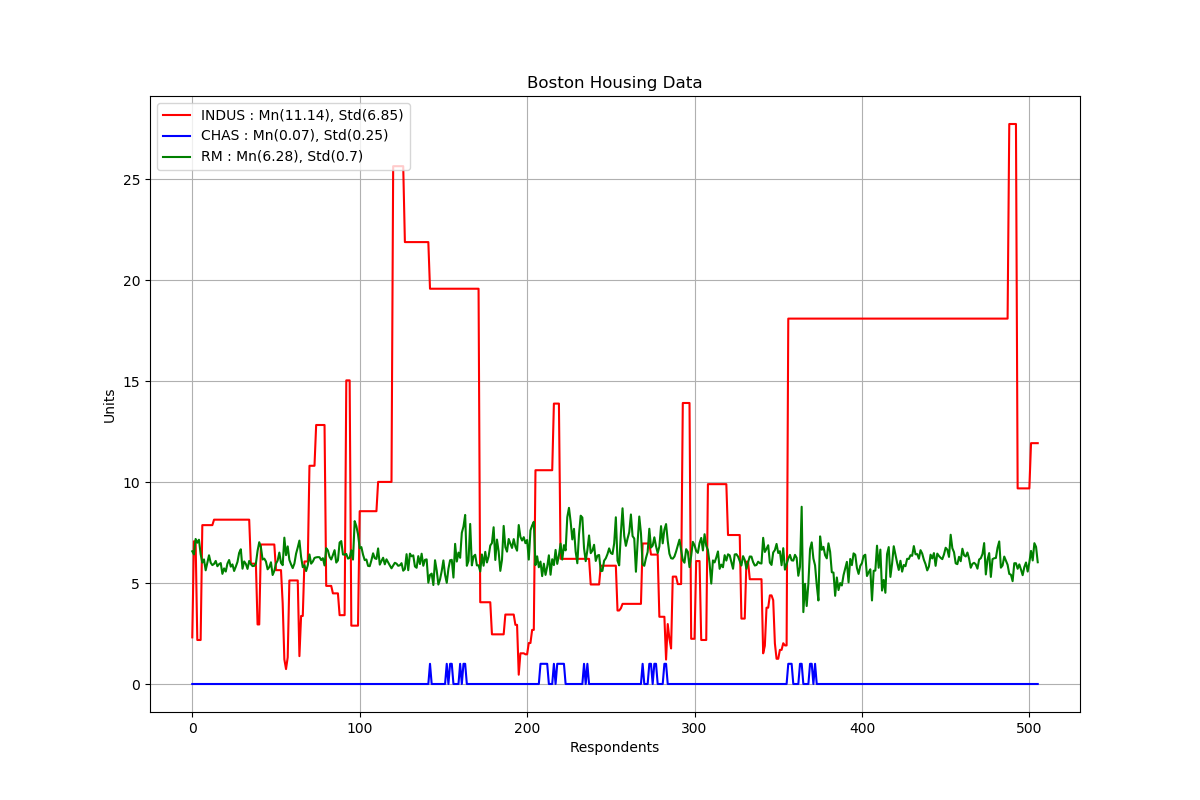 Boston Housing Data
INDUS : Mn(11.14), Std(6.85)
CHAS : Mn(0.07), Std(0.25)
RM : Mn(6.28), Std(0.7)
25
20
15
10
5
0
Units
0 100 200 300 400 500
Respondents